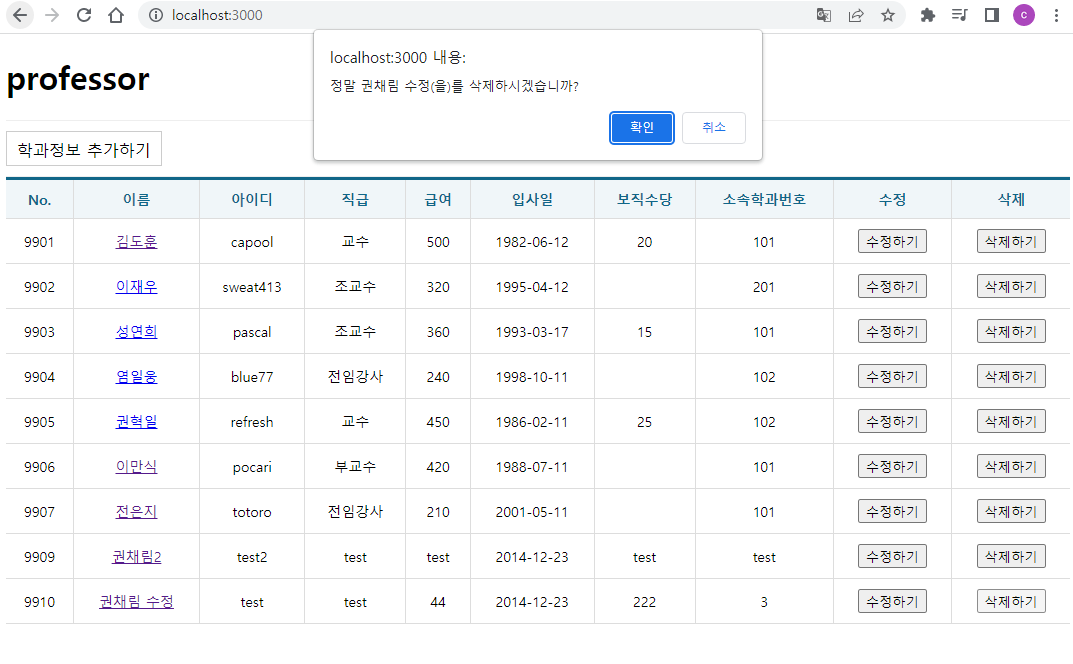 localhost:3000
C
localhost:3000 내용:
정말 권채림 수정(을)를 삭제하시겠습니까?
확인 취소
professor
학과정보 추가하기
No. 이름 아이디 직급 급여 입사일 보직수당 소속학과번호 수정 삭제
9901 김도훈 capool 교수 500 1982-06-12 20 101 수정하기 삭제하기
9902 이재우 sweat413 조교수 320 1995-04-12 201 수정하기 삭제하기
9903 성연희 pascal 조교수 360 1993-03-17 15 101 수정하기 삭제하기
9904 염일웅 blue77 전임강사 240 1998-10-11 102 수정하기 삭제하기
9905 권혁일 refresh 교수 450 1986-02-11 25 102 수정하기 삭제하기
9906 이만식 pocari 부교수 420 1988-07-11 101 수정하기 삭제하기
9907 전은지 totoro 전임강사 210 2001-05-11 101 수정하기 삭제하기
9909 권채림2 test2 test test 2014-12-23 test test 수정하기 삭제하기
9910 권채림 수정 test test 44 2014-12-23 222 3 수정하기 삭제하기